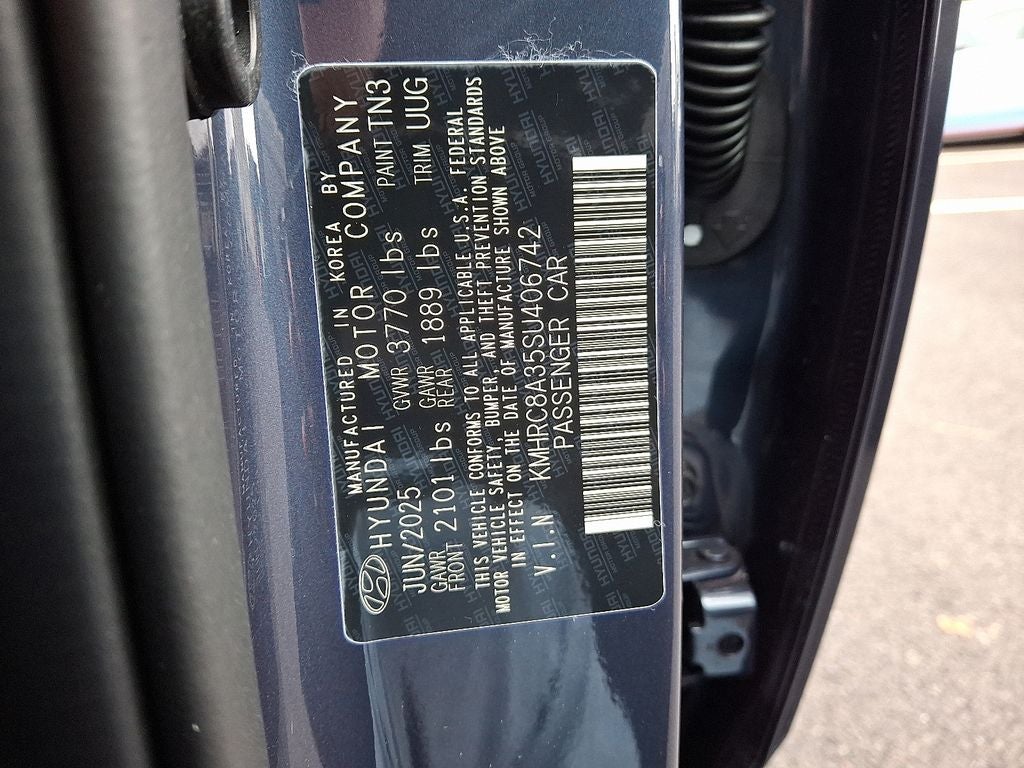 MANUFACTURED IN KOREA BY
HYUNDAI MOTOR COMPANY
JUN/2025 GVWR 3770 lbs PAINT TN3
GAWR FRONT 2101lbs GAWR REAR 1889 lbs TRIM UUG
THIS VEHICLE CONFORMS TO ALL APPLICABLE U.S.A. FEDERAL
MOTOR VEHICLE SAFETY, BUMPER, AND THEFT PREVENTION STANDARDS
IN EFFECT ON THE DATE OF MANUFACTURE SHOWN ABOVE
V.I.N KMHRC8A35SU406742
PASSENGER CAR